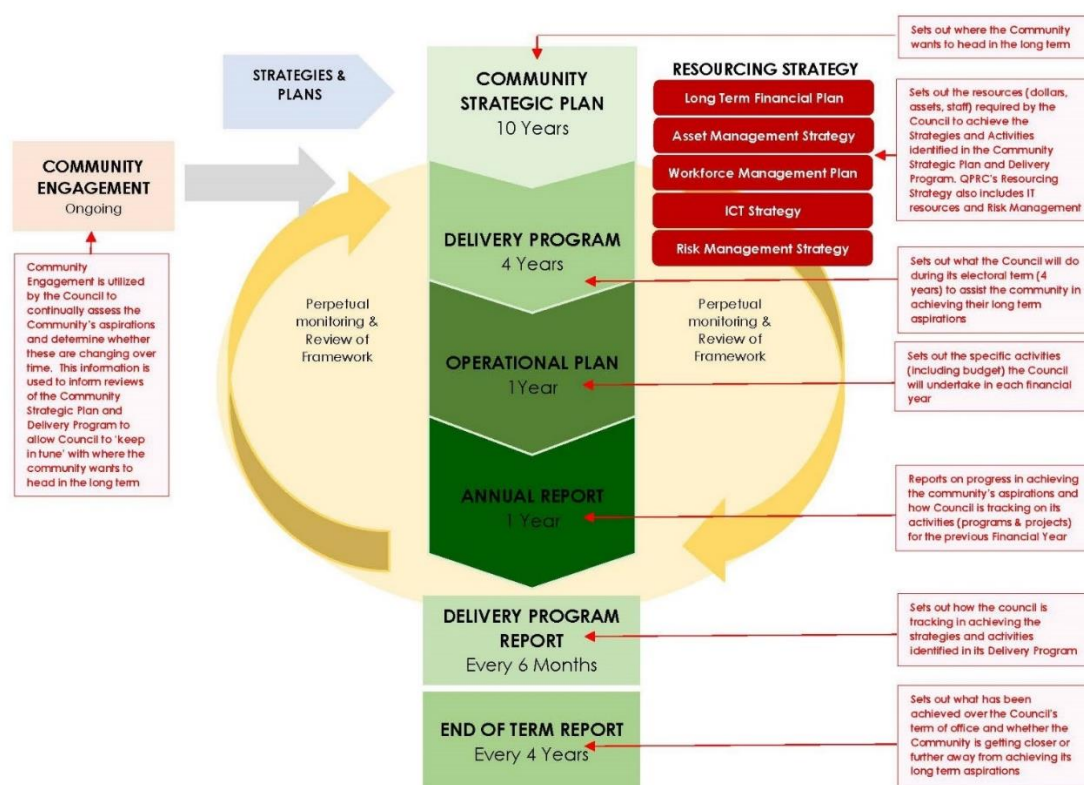 Sets out where the Community
wants to head in the long term
STRATEGIES &
PLANS
COMMUNITY
STRATEGIC PLAN
10 Years
RESOURCING STRATEGY
Long Term Financial Plan
Asset Management Strategy
Workforce Management Plan
ICT Strategy
Risk Management Strategy
Sets out the resources (dollars,
assets, staff) required by the
Council to achieve the
Strategies and Activities
identified in the Community
Strategic Plan and Delivery
Program. QPRC's Resourcing
Strategy also includes IT
resources and Risk Management
COMMUNITY
ENGAGEMENT
Ongoing
Community
Engagement is utilized
by the Council to
continually assess the
Community's aspirations
and determine whether
these are changing over
time. This information is
used to inform reviews
of the Community
Strategic Plan and
Delivery Program to
allow Council to 'keep
in tune' with where the
community wants to
head in the long term
DELIVERY PROGRAM
4 Years
Sets out what the Council will do
during its electoral term (4
years) to assist the community in
achieving their long term
aspirations
Perpetual
monitoring &
Review of
Framework
Perpetual
monitoring &
Review of
Framework
OPERATIONAL PLAN
1Year
Sets out the specific activities
(including budget) the Council
will undertake in each financial
year
ANNUAL REPORT
1 Year
Reports on progress in achieving
the community's aspirations and
how Council is tracking on its
activities (programs & projects)
for the previous Financial Year
DELIVERY PROGRAM
REPORT
Every 6 Months
Sets out how the council is
tracking in achieving the
strategies and activities
identified in its Delivery Program
END OF TERM REPORT
Every 4 Years
Sets out what has been
achieved over the Council's
term of office and whether the
Community is getting closer or
further away from achieving its
long term aspirations